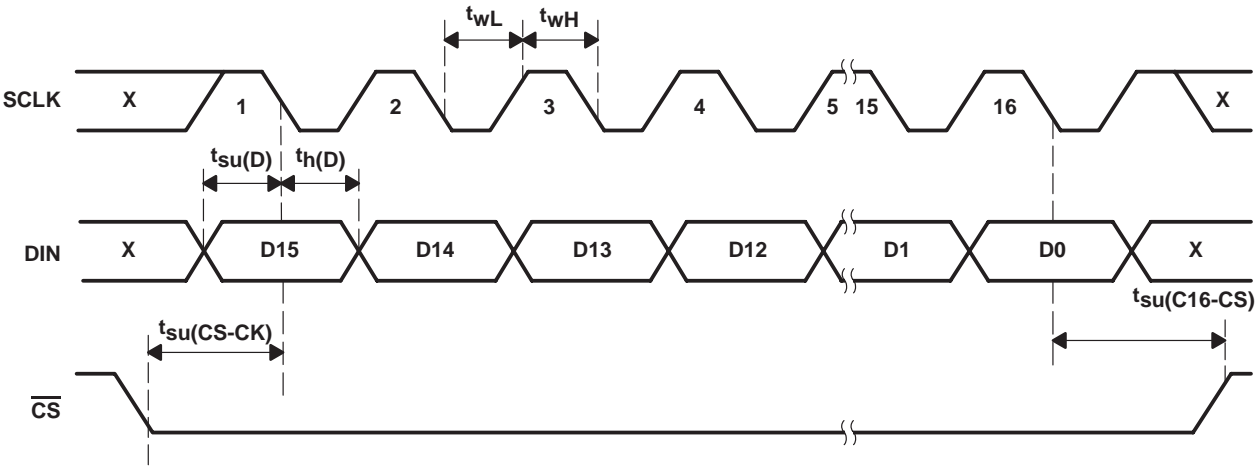 twL twH
SCLK X 1 2 3 4 5 15 16 X
tsu(D) th(D)
DIN X D15 D14 D13 D12 D1 D0 X
tsu(C16-CS)
tsu(CS-CK)
CS